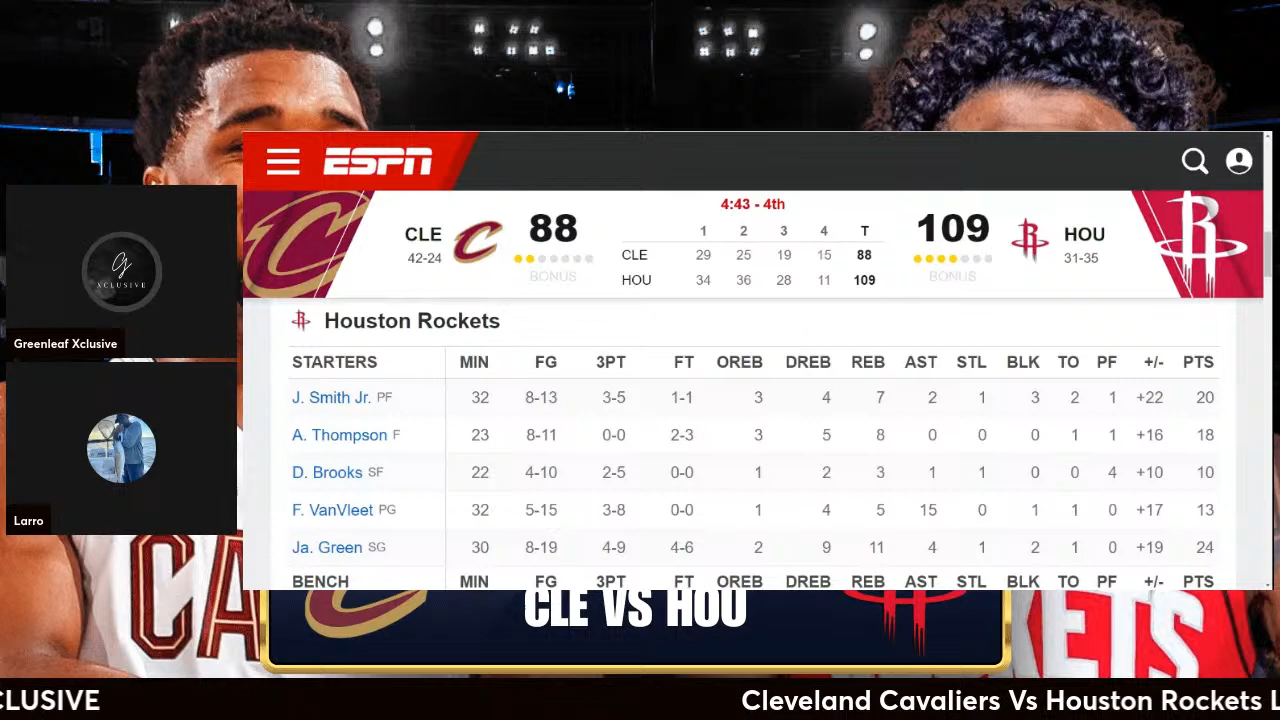 ESPN
4:43 - 4th
CLE 88 1 2 3 4 T 109 HOU
42-24 BONUS CLE 29 25 19 15 88 BONUS 31-35
HOU 34 36 28 11 109
Houston Rockets
STARTERS MIN FG 3PT FT OREB DREB REB AST STL BLK TO PF +/- PTS
J. Smith Jr. PF 32 8-13 3-5 1-1 3 4 7 2 1 3 2 1 +22 20
A. Thompson F 23 8-11 0-0 2-3 3 5 8 0 0 0 1 1 +16 18
D. Brooks SF 22 4-10 2-5 0-0 1 2 3 1 1 0 0 4 +10 10
F. VanVleet PG 32 5-15 3-8 0-0 1 4 5 15 0 1 1 0 +17 13
Ja. Green SG 30 8-19 4-9 4-6 2 9 11 4 1 2 1 0 +19 24
BENCH MIN FG 3PT FT OREB DREB REB AST STL BLK TO PF +/- PTS
g
XCLUSIVE
Greenleaf Xclusive
Larro
CLE VS HOU
CA
ETS
CLUSIVE
Cleveland Cavaliers Vs Houston Rockets L